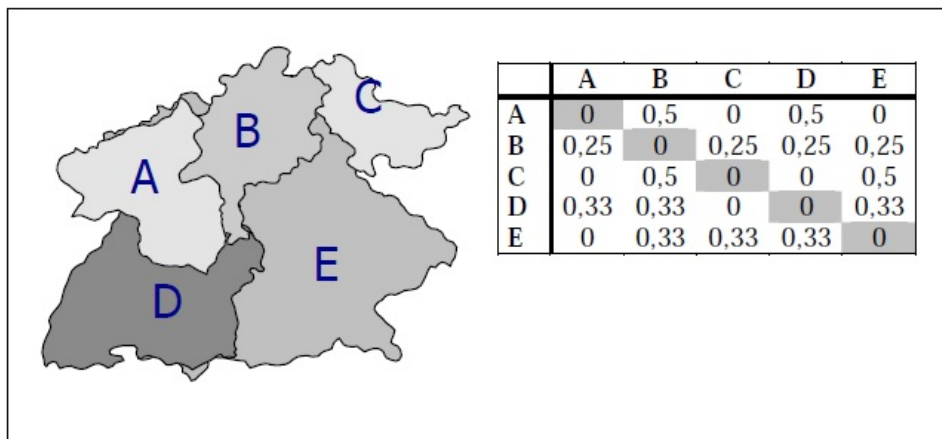 A
B
C
D
E
A B C D E
A 0 0,5 0 0,5 0
B 0,25 0 0,25 0,25 0,25
C 0 0,5 0 0 0,5
D 0,33 0,33 0 0 0,33
E 0 0,33 0,33 0,33 0